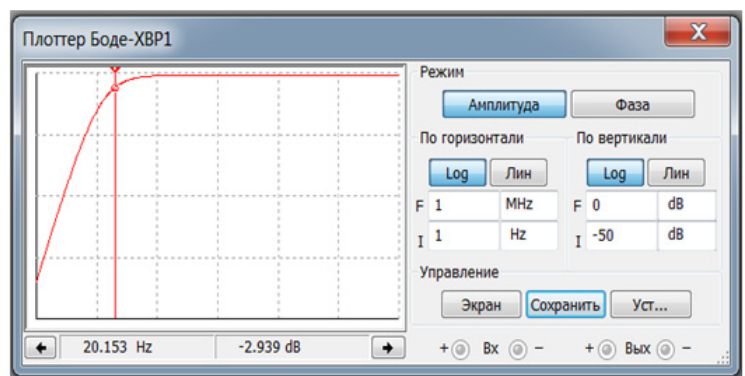 Плоттер Боде-XBP1
X
Режим
Амплитуда Фаза
По горизонтали По вертикали
Log Лин Log Лин
F 1 MHz F 0 dB
I 1 Hz I -50 dB
Управление
Экран Сохранить Уст...
20.153 Hz -2.939 dB + Вх − + Вых −